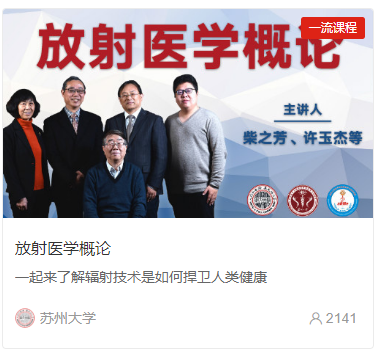 一流课程
放射医学概论
主讲人
柴之芳、许玉杰等
放射医学概论
一起来了解辐射技术是如何捍卫人类健康
苏州大学
2141